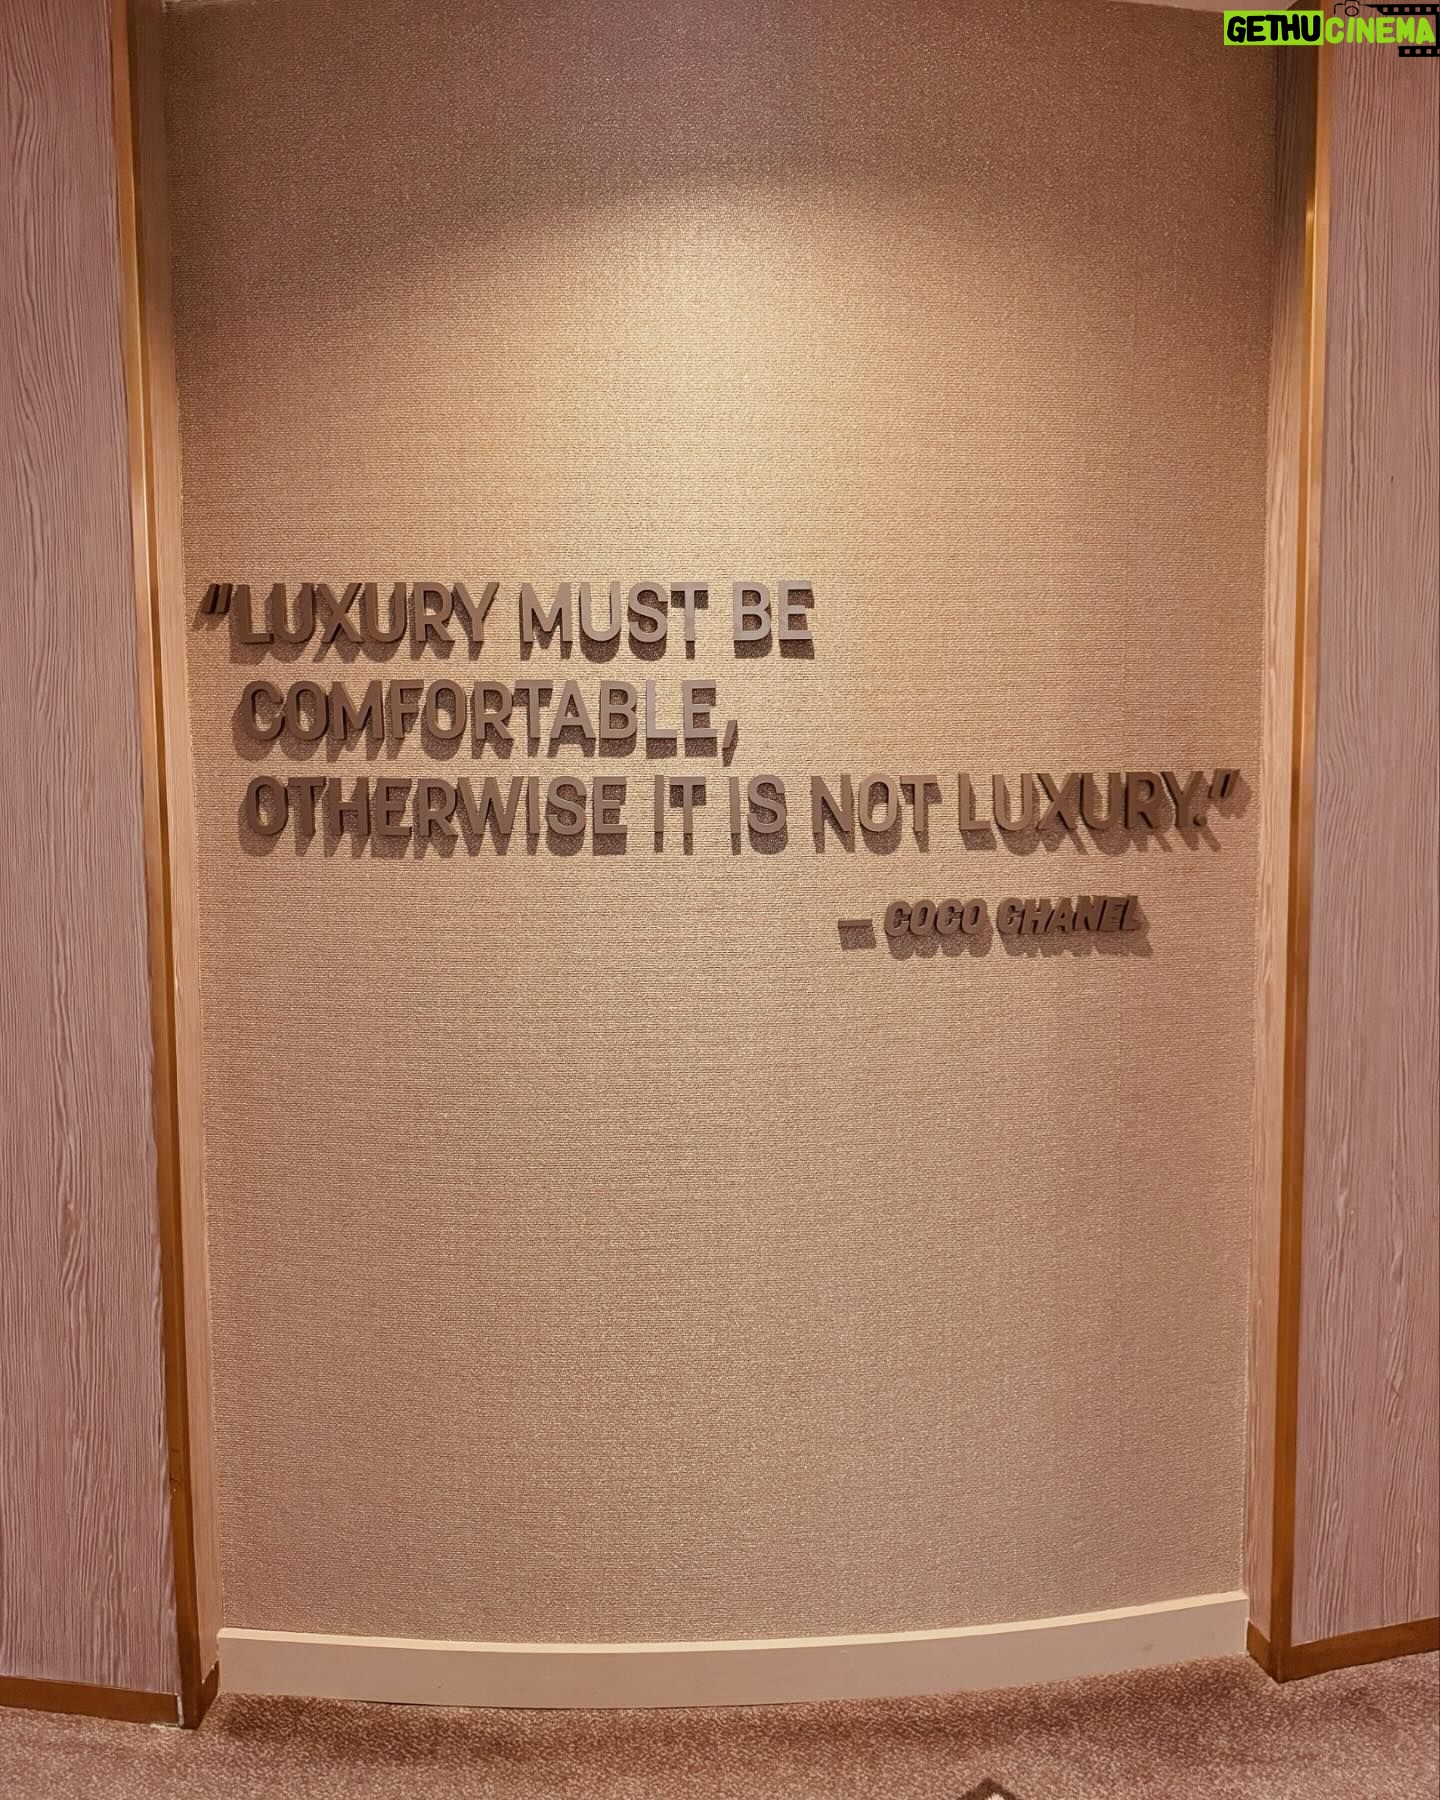 GETHUCINEMA
"LUXURY MUST BE
COMFORTABLE,
OTHERWISE IT IS NOT LUXURY."
— COCO CHANEL